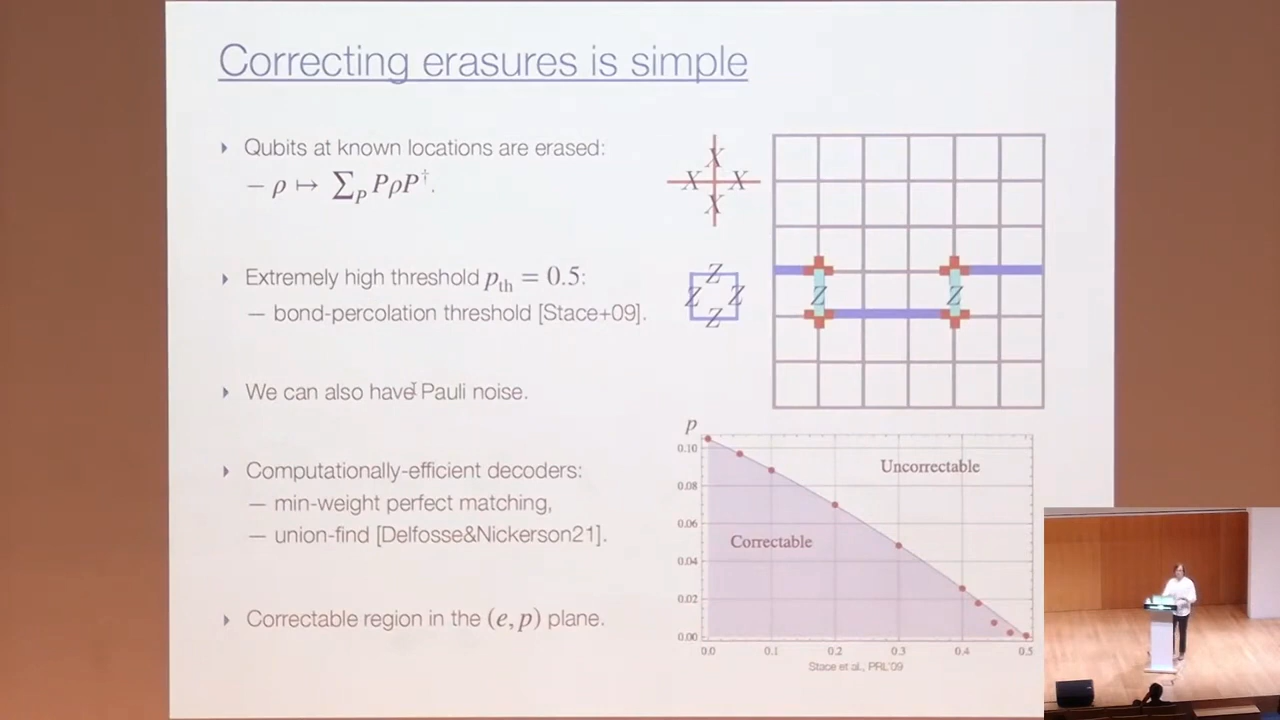 Correcting erasures is simple
Qubits at known locations are erased:
– ρ ↦ ∑_P PρP†.
Extremely high threshold p_th = 0.5:
— bond-percolation threshold [Stace+09].
We can also have Pauli noise.
Computationally-efficient decoders:
— min-weight perfect matching,
— union-find [Delfosse&Nickerson21].
Correctable region in the (e, p) plane.
X
X X
X
Z
Z Z
Z
Z Z
p
0.10
0.08
0.06
0.04
0.02
0.00
Uncorrectable
Correctable
0.0 0.1 0.2 0.3 0.4 0.5
Stace et al., PRL'09